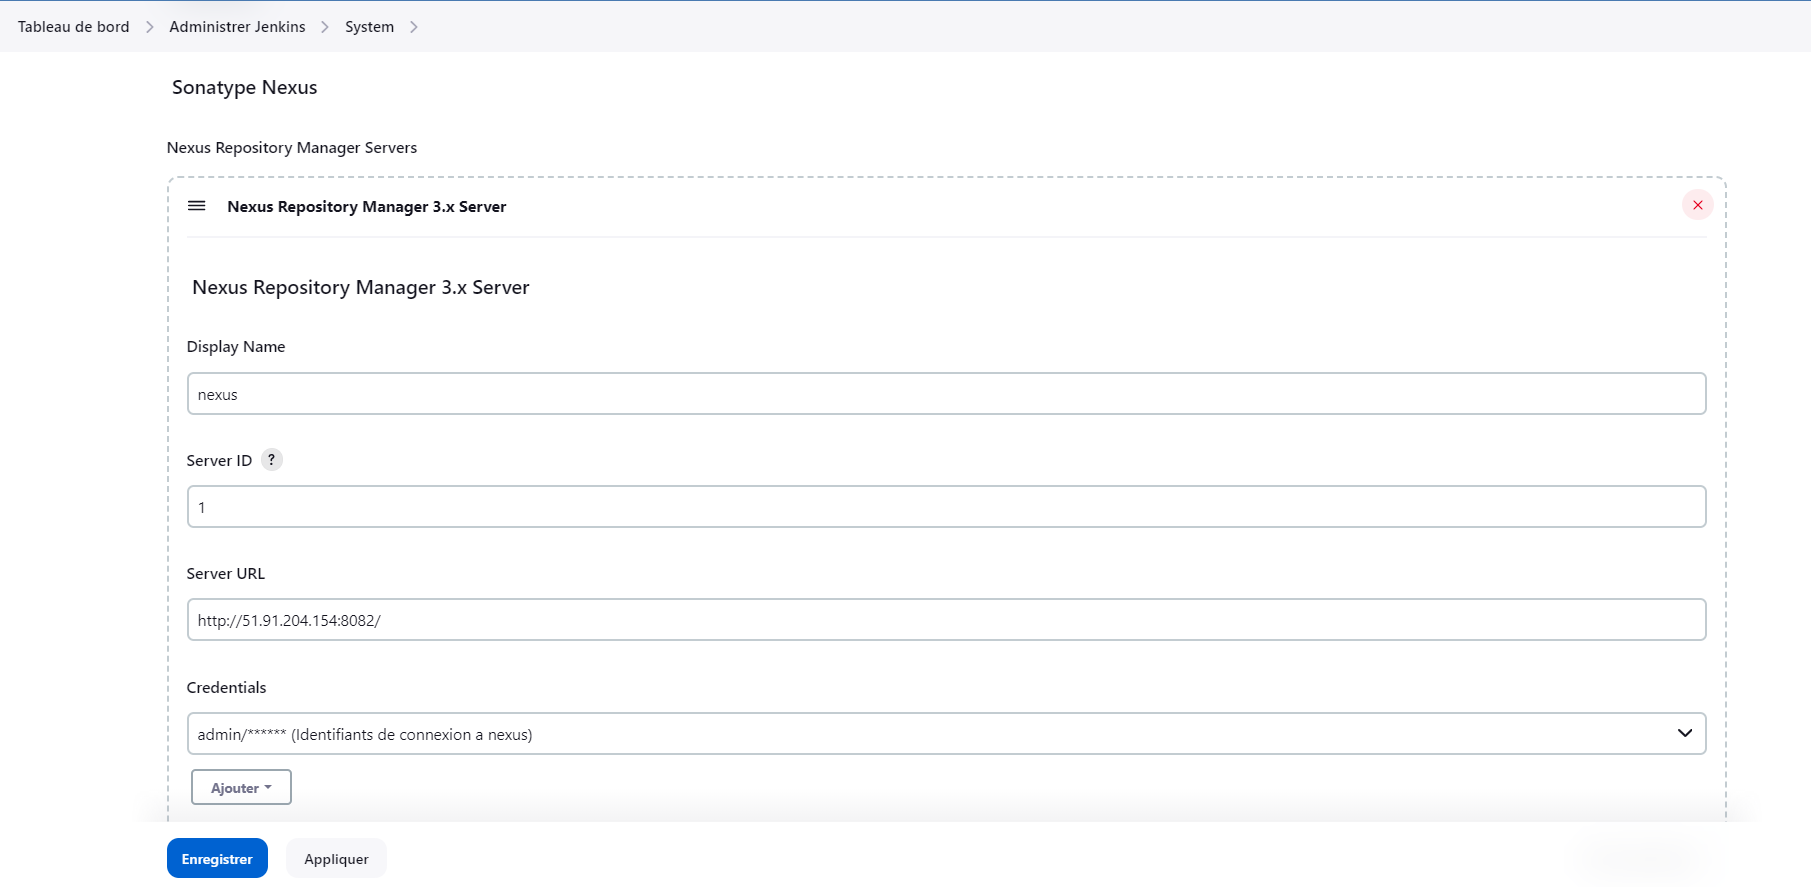 Tableau de bord > Administrer Jenkins > System >
Sonatype Nexus
Nexus Repository Manager Servers
Nexus Repository Manager 3.x Server
Nexus Repository Manager 3.x Server
Display Name
nexus
Server ID ?
1
Server URL
http://51.91.204.154:8082/
Credentials
admin/****** (Identifiants de connexion a nexus)
Ajouter
Enregistrer Appliquer